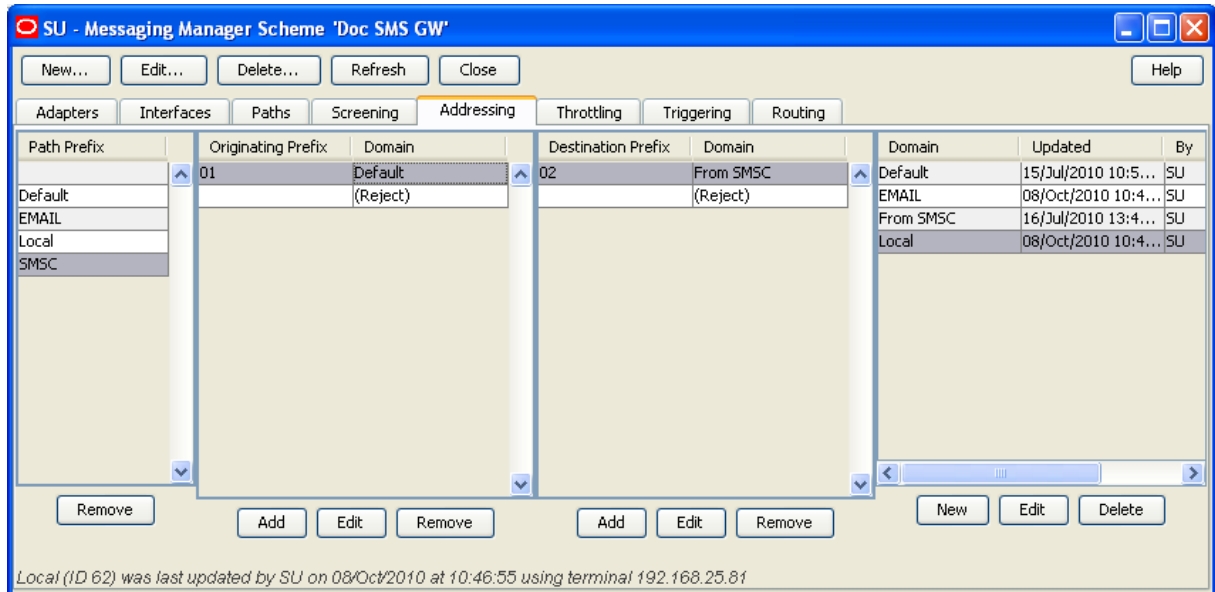 SU - Messaging Manager Scheme 'Doc SMS GW'
New... Edit... Delete... Refresh Close Help
Adapters Interfaces Paths Screening Addressing Throttling Triggering Routing
Path Prefix Originating Prefix Domain Destination Prefix Domain Domain Updated By
01 Default 02 From SMSC Default 15/Jul/2010 10:5... SU
Default (Reject) (Reject) EMAIL 08/Oct/2010 10:4... SU
EMAIL From SMSC 16/Jul/2010 13:4... SU
Local Local 08/Oct/2010 10:4... SU
SMSC
Remove Add Edit Remove Add Edit Remove New Edit Delete
Local (ID 62) was last updated by SU on 08/Oct/2010 at 10:46:55 using terminal 192.168.25.81